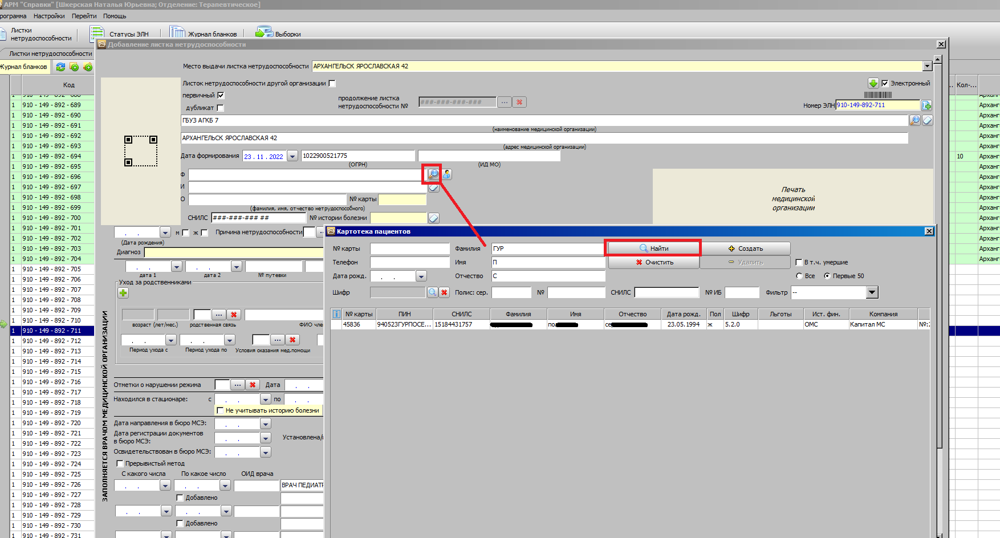 АРМ "Справки" [Шкерская Наталья Юрьевна; Отделение: Терапевтическое]
рограмма Настройки Перейти Помощь
Листки нетрудоспособности Статусы ЭЛН Журнал бланков Выборки
Листки нетрудоспособности
Журнал бланков
Код
1 910 - 149 - 892 - 688
1 910 - 149 - 892 - 689
1 910 - 149 - 892 - 690
1 910 - 149 - 892 - 691
1 910 - 149 - 892 - 692
1 910 - 149 - 892 - 693
1 910 - 149 - 892 - 694
1 910 - 149 - 892 - 695
1 910 - 149 - 892 - 696
1 910 - 149 - 892 - 697
1 910 - 149 - 892 - 698
1 910 - 149 - 892 - 699
1 910 - 149 - 892 - 700
1 910 - 149 - 892 - 701
1 910 - 149 - 892 - 702
1 910 - 149 - 892 - 703
1 910 - 149 - 892 - 704
1 910 - 149 - 892 - 705
1 910 - 149 - 892 - 706
1 910 - 149 - 892 - 707
1 910 - 149 - 892 - 708
1 910 - 149 - 892 - 709
1 910 - 149 - 892 - 710
1 910 - 149 - 892 - 711
1 910 - 149 - 892 - 712
1 910 - 149 - 892 - 713
1 910 - 149 - 892 - 714
1 910 - 149 - 892 - 715
1 910 - 149 - 892 - 716
1 910 - 149 - 892 - 717
1 910 - 149 - 892 - 718
1 910 - 149 - 892 - 719
1 910 - 149 - 892 - 720
1 910 - 149 - 892 - 721
1 910 - 149 - 892 - 722
1 910 - 149 - 892 - 723
1 910 - 149 - 892 - 724
1 910 - 149 - 892 - 725
1 910 - 149 - 892 - 726
1 910 - 149 - 892 - 727
1 910 - 149 - 892 - 728
1 910 - 149 - 892 - 729
1 910 - 149 - 892 - 730
1 910 - 149 - 892 - 731
Добавление листка нетрудоспособности
Место выдачи листка нетрудоспособности АРХАНГЕЛЬСК ЯРОСЛАВСКАЯ 42
Листок нетрудоспособности другой организации Электронный
первичный
дубликат
продолжение листка
нетрудоспособности № ###-###-###-### ...
Номер ЭЛН 910-149-892-711
ГБУЗ АГКБ 7
(наименование медицинской организации)
АРХАНГЕЛЬСК ЯРОСЛАВСКАЯ 42
(адрес медицинской организации)
Дата формирования 23 . 11 . 2022 1022900521775
(ОГРН) (ИД МО)
Ф
И
О № карты
(фамилия, имя, отчество нетрудоспособного)
СНИЛС ###-###-### ## № истории болезни
Печать
медицинской
организации
. . м ж Причина нетрудоспособности
(Дата рождения)
Диагноз
дата 1 дата 2 № путевки
Уход за родственниками
возраст (лет/мес.) родственная связь ФИО чле
Период ухода с Период ухода по Условия оказания мед.помощи
ЗАПОЛНЯЕТСЯ ВРАЧОМ МЕДИЦИНСКОЙ ОРГАНИЗАЦИИ
Отметки о нарушении режима ... Дата . .
Находился в стационаре: с . . по . .
Не учитывать историю болезни
Дата направления в бюро МСЭ: . .
Дата регистрации документов
в бюро МСЭ: . . Установлена/
Освидетельствован в бюро МСЭ: . .
Прерывистый метод
С какого числа По какое число ОИД врача
ВРАЧ ПЕДИАТР
Добавлено
Добавлено
Картотека пациентов
№ карты Фамилия ГУР Найти Создать
Телефон Имя П Очистить Удалить В т.ч. умершие
Дата рожд. . . Отчество С Все Первые 50
Шифр Полис: сер. № СНИЛС № ИБ Фильтр --
№ карты ПИН СНИЛС Фамилия Имя Отчество Дата рожд. Пол Шифр Льготы Ист. фин. Компания
45836 940523ГУРПОСЕ... 15184431757 по се 23.05.1994 ж 5.2.0 ОМС Капитал МС №:
.. Кол-...
Арханг
Арханг
Арханг
Арханг
Арханг
Арханг
10 Арханг
Арханг
Арханг
Арханг
Арханг
Арханг
Арханг
Арханг
Арханг
Арханг
Арханг